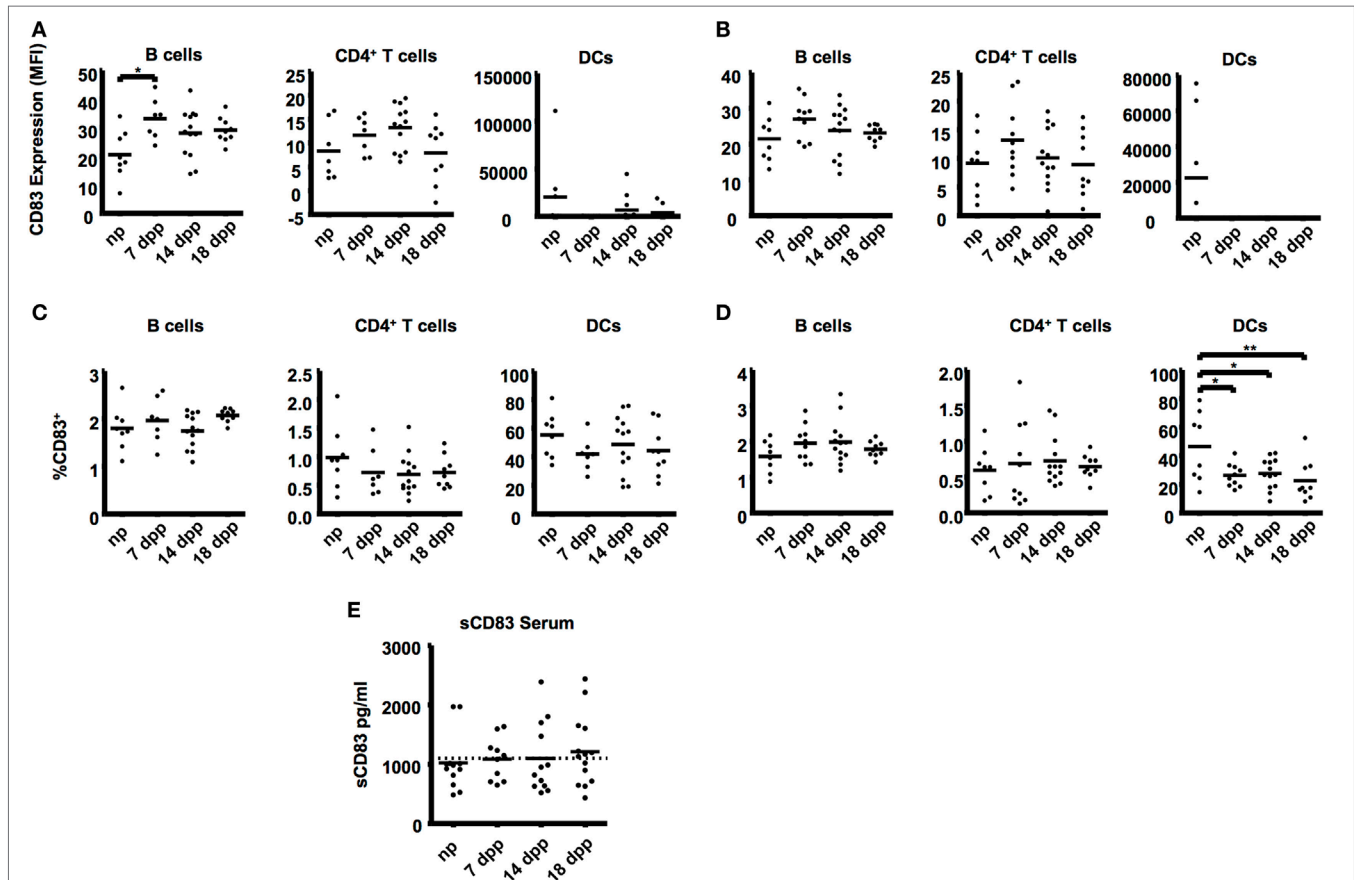 A
B cells
CD83 Expression (MFI)
50
40
30
20
10
0
*
np
7 dpp
14 dpp
18 dpp
CD4⁺ T cells
25
20
15
10
5
0
-5
np
7 dpp
14 dpp
18 dpp
DCs
150000
100000
50000
0
np
7 dpp
14 dpp
18 dpp
B
B cells
40
30
20
10
0
np
7 dpp
14 dpp
18 dpp
CD4⁺ T cells
25
20
15
10
5
0
np
7 dpp
14 dpp
18 dpp
DCs
80000
60000
40000
20000
0
np
7 dpp
14 dpp
18 dpp
C
B cells
%CD83⁺
3
2
1
0
np
7 dpp
14 dpp
18 dpp
CD4⁺ T cells
2.5
2.0
1.5
1.0
0.5
0.0
np
7 dpp
14 dpp
18 dpp
DCs
100
80
60
40
20
0
np
7 dpp
14 dpp
18 dpp
D
B cells
4
3
2
1
0
np
7 dpp
14 dpp
18 dpp
CD4⁺ T cells
2.0
1.5
1.0
0.5
0.0
np
7 dpp
14 dpp
18 dpp
DCs
**
*
*
100
80
60
40
20
0
np
7 dpp
14 dpp
18 dpp
E
sCD83 Serum
sCD83 pg/ml
3000
2000
1000
0
np
7 dpp
14 dpp
18 dpp